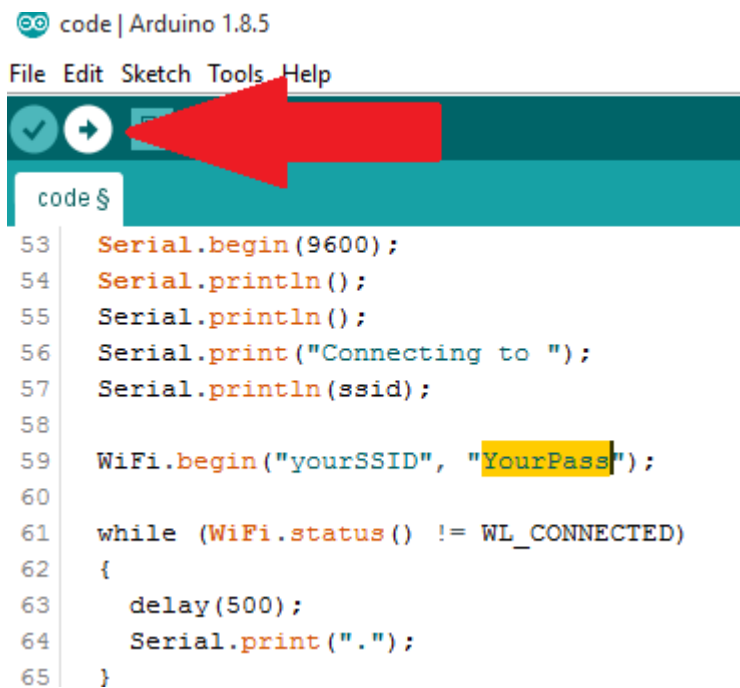 code | Arduino 1.8.5
File Edit Sketch Tools Help
code §
53 Serial.begin(9600);
54 Serial.println();
55 Serial.println();
56 Serial.print("Connecting to ");
57 Serial.println(ssid);
58
59 WiFi.begin("yourSSID", "YourPass");
60
61 while (WiFi.status() != WL_CONNECTED)
62 {
63 delay(500);
64 Serial.print(".");
65 }